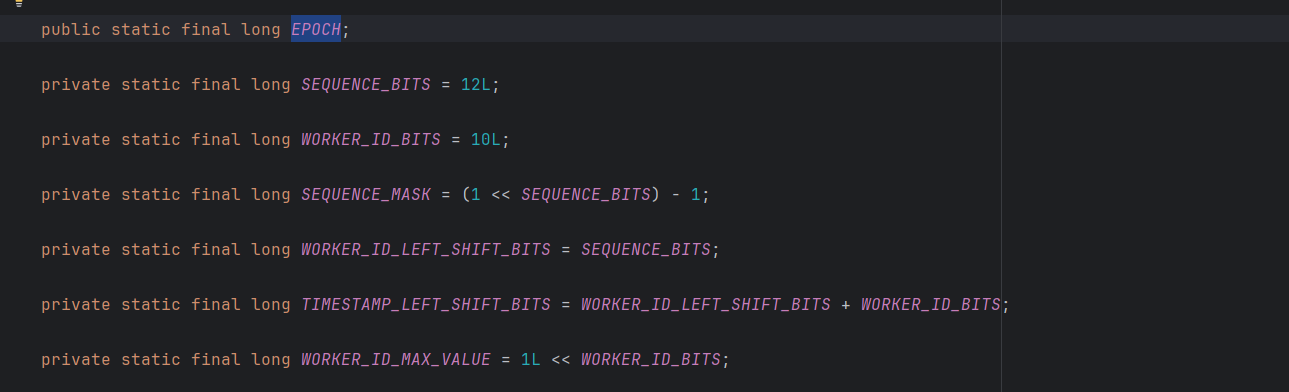 public static final long EPOCH;
private static final long SEQUENCE_BITS = 12L;
private static final long WORKER_ID_BITS = 10L;
private static final long SEQUENCE_MASK = (1 << SEQUENCE_BITS) - 1;
private static final long WORKER_ID_LEFT_SHIFT_BITS = SEQUENCE_BITS;
private static final long TIMESTAMP_LEFT_SHIFT_BITS = WORKER_ID_LEFT_SHIFT_BITS + WORKER_ID_BITS;
private static final long WORKER_ID_MAX_VALUE = 1L << WORKER_ID_BITS;